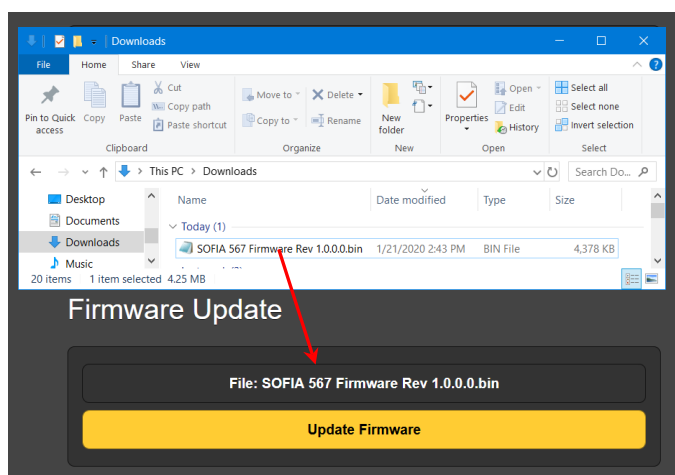 Downloads
File Home Share View
Pin to Quick access
Copy
Paste
Cut
Copy path
Paste shortcut
Clipboard
Move to
Copy to
Delete
Rename
Organize
New folder
New
Properties
Open
Edit
History
Open
Select all
Select none
Invert selection
Select
This PC > Downloads
Search Do...
Desktop
Documents
Downloads
Music
Name Date modified Type Size
Today (1)
SOFIA 567 Firmware Rev 1.0.0.0.bin 1/21/2020 2:43 PM BIN File 4,378 KB
20 items 1 item selected 4.25 MB
Firmware Update
File: SOFIA 567 Firmware Rev 1.0.0.0.bin
Update Firmware